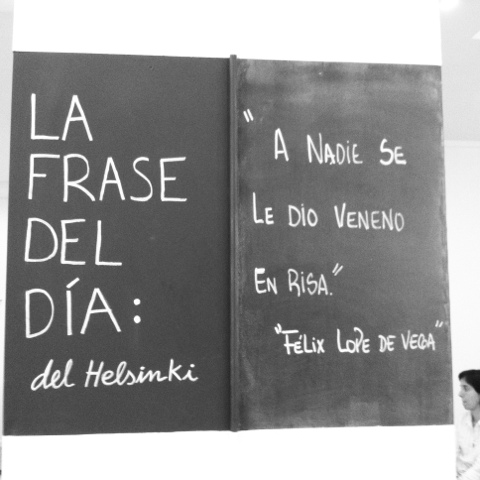 LA
FRASE
DEL
DÍA:
del Helsinki
"A NADIE SE
LE DIO VENENO
EN RISA."
"FÉLIX LOPE DE VEGA"